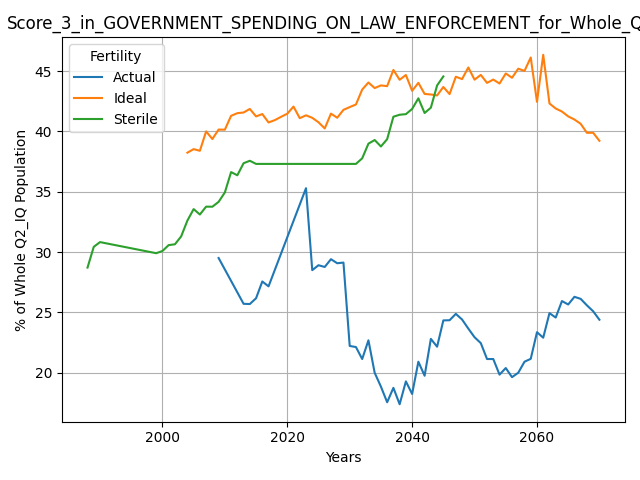 Score_3_in_GOVERNMENT_SPENDING_ON_LAW_ENFORCEMENT_for_Whole_Q
Fertility
Actual
Ideal
Sterile
% of Whole Q2_IQ Population
45
40
35
30
25
20
2000 2020 2040 2060
Years